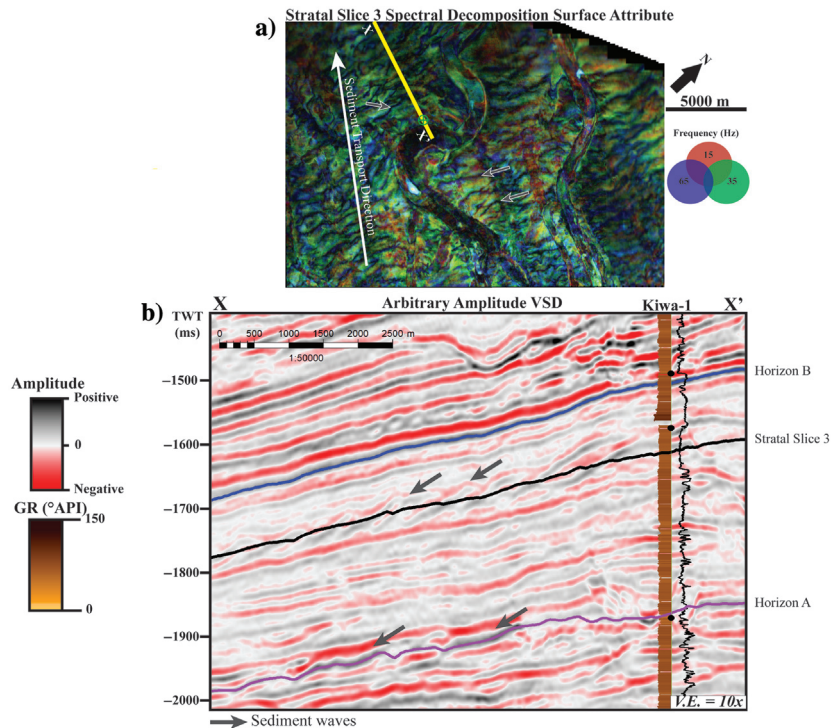 Stratal Slice 3 Spectral Decomposition Surface Attribute
a)
X
X'
Sediment Transport Direction
N
5000 m
Frequency (Hz)
15
65
35
b)
X
Arbitrary Amplitude VSD
Kiwa-1
X'
TWT
(ms)
0 500 1000 1500 2000 2500 m
1:50000
−1500
−1600
−1700
−1800
−1900
−2000
Horizon B
Stratal Slice 3
Horizon A
Amplitude
Positive
0
Negative
GR (°API)
150
0
V.E. = 10x
Sediment waves